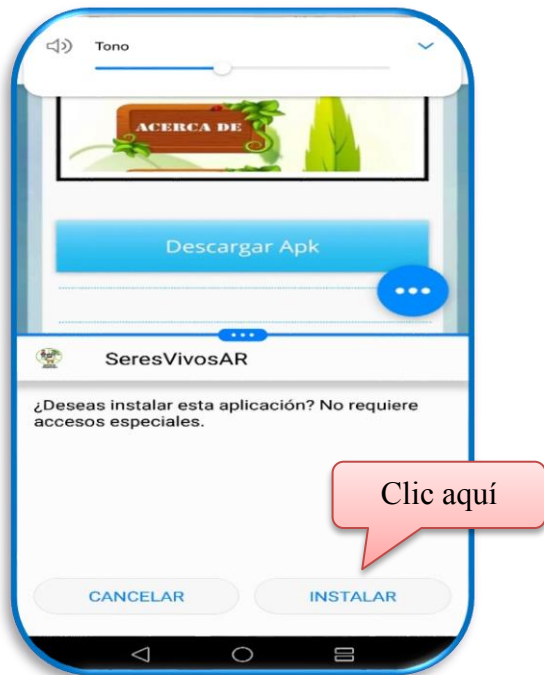 Tono
ACERCA DE
Descargar Apk
SeresVivosAR
¿Deseas instalar esta aplicación? No requiere
accesos especiales.
Clic aquí
CANCELAR
INSTALAR